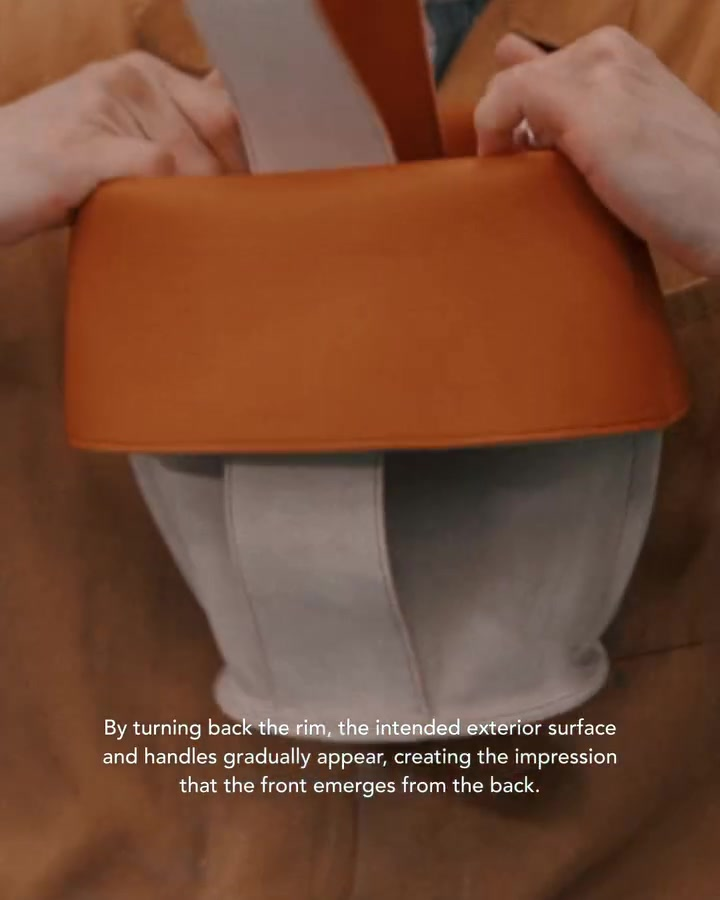 By turning back the rim, the intended exterior surface
and handles gradually appear, creating the impression
that the front emerges from the back.